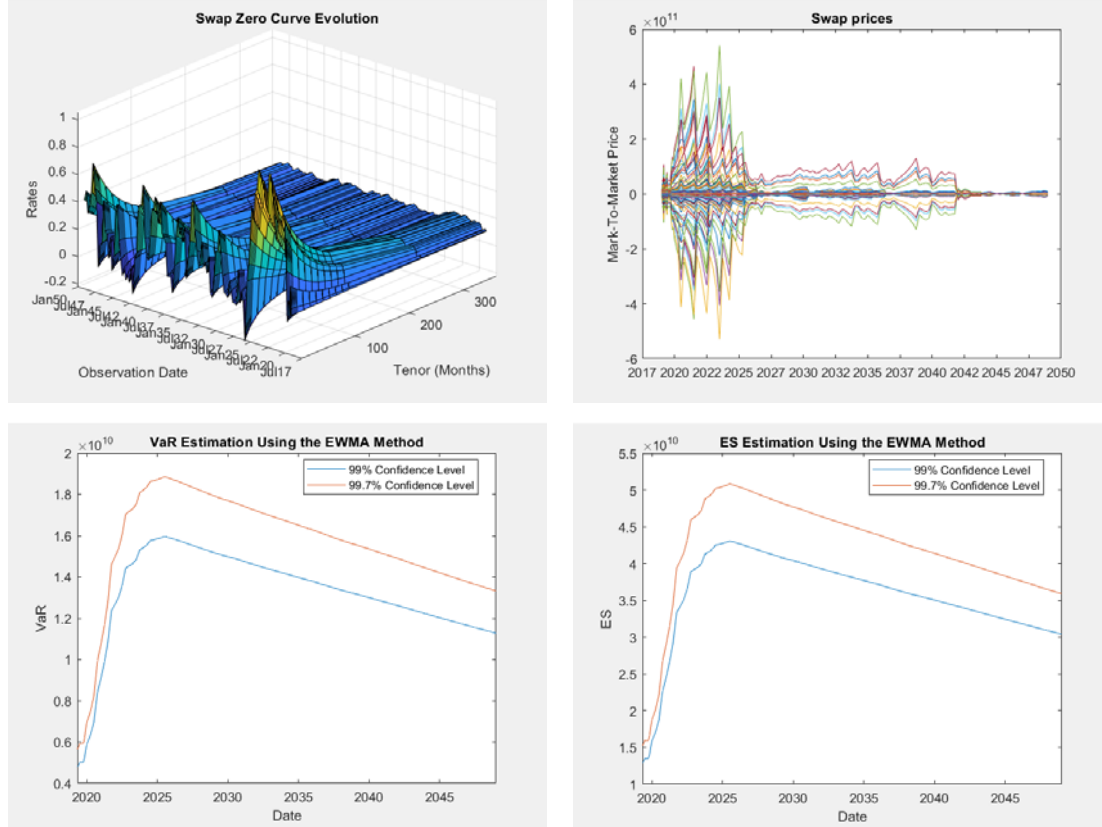 Swap Zero Curve Evolution
1
0.8
0.6
0.4
0.2
0
-0.2
Rates
Jan50
Jul47
Jan45
Jul42
Jan40
Jul37
Jan35
Jul32
Jan30
Jul27
Jan25
Jul22
Jan20
Jul17
Observation Date
100
200
300
Tenor (Months)
Swap prices
×10^11
6
4
2
0
-2
-4
-6
Mark-To-Market Price
2017 2020 2022 2025 2027 2030 2032 2035 2037 2040 2042 2045 2047 2050
VaR Estimation Using the EWMA Method
×10^10
2
1.8
1.6
1.4
1.2
1
0.8
0.6
0.4
VaR
99% Confidence Level
99.7% Confidence Level
2020 2025 2030 2035 2040 2045
Date
ES Estimation Using the EWMA Method
×10^10
5.5
5
4.5
4
3.5
3
2.5
2
1.5
1
ES
99% Confidence Level
99.7% Confidence Level
2020 2025 2030 2035 2040 2045
Date